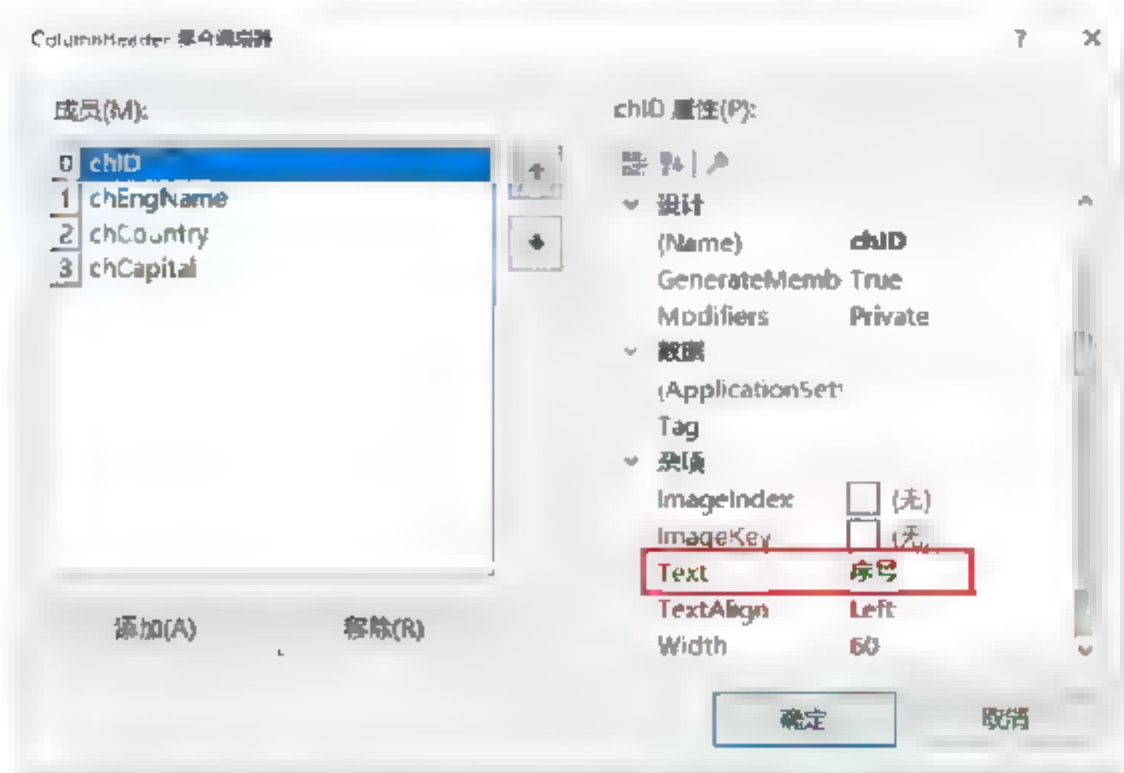 ColumnHeader 集合编辑器
? ×
成员(M):
0 chID
1 chEngName
2 chCountry
3 chCapital
添加(A)
移除(R)
chID 属性(P):
设计
(Name) chID
GenerateMemb True
Modifiers Private
数据
(ApplicationSett
Tag
杂项
ImageIndex (无)
ImageKey (无)
Text 序号
TextAlign Left
Width 60
确定
取消